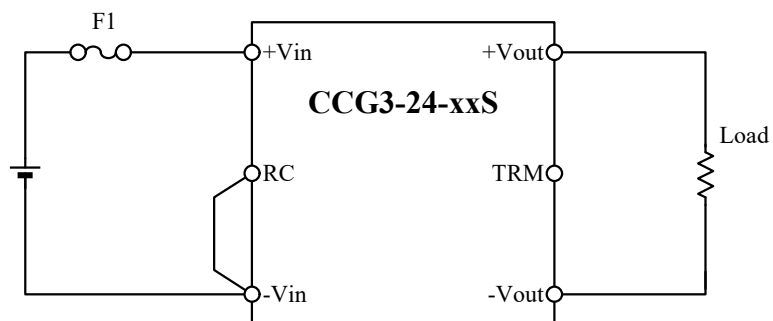 F1
+Vin
+Vout
CCG3-24-xxS
Load
RC
TRM
-Vin
-Vout